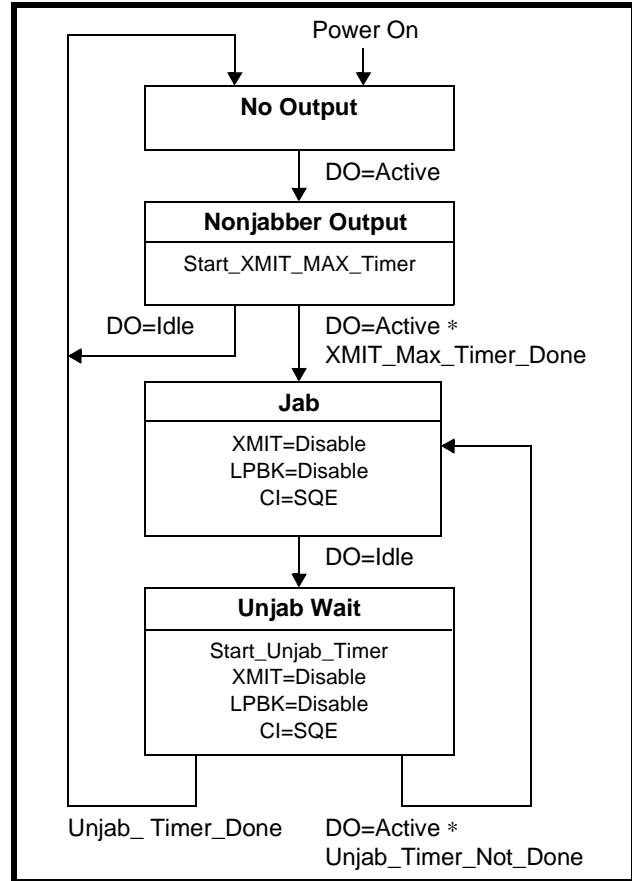 Power On
No Output
DO=Active
Nonjabber Output
Start_XMIT_MAX_Timer
DO=Idle
DO=Active *
XMIT_Max_Timer_Done
Jab
XMIT=Disable
LPBK=Disable
CI=SQE
DO=Idle
Unjab Wait
Start_Unjab_Timer
XMIT=Disable
LPBK=Disable
CI=SQE
Unjab_ Timer_Done
DO=Active *
Unjab_Timer_Not_Done